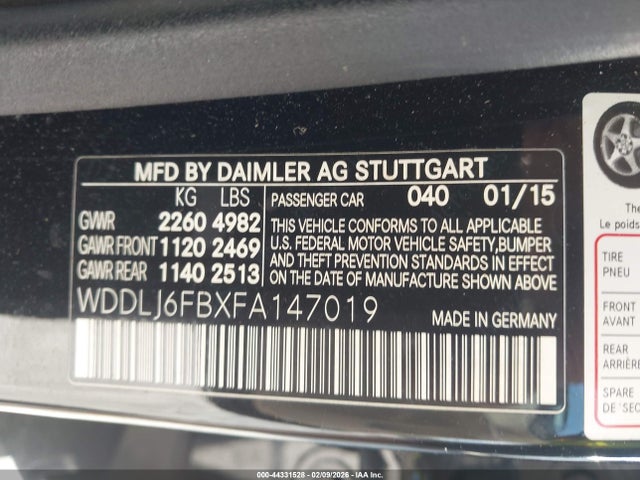 MFD BY DAIMLER AG STUTTGART
KG LBS
GVWR 2260 4982
GAWR FRONT 1120 2469
GAWR REAR 1140 2513
PASSENGER CAR 040 01/15
THIS VEHICLE CONFORMS TO ALL APPLICABLE
U.S. FEDERAL MOTOR VEHICLE SAFETY,BUMPER
AND THEFT PREVENTION STANDARDS IN EFFECT
ON THE DATE OF MANUFACTURE SHOWN ABOVE
WDDLJ6FBXFA147019
MADE IN GERMANY
The
Le poids
TIRE
PNEU
FRONT
AVANT
REAR
ARRIÈRE
SPARE
DE 'SEC
000-44331528 - 02/09/2026 - IAA Inc.